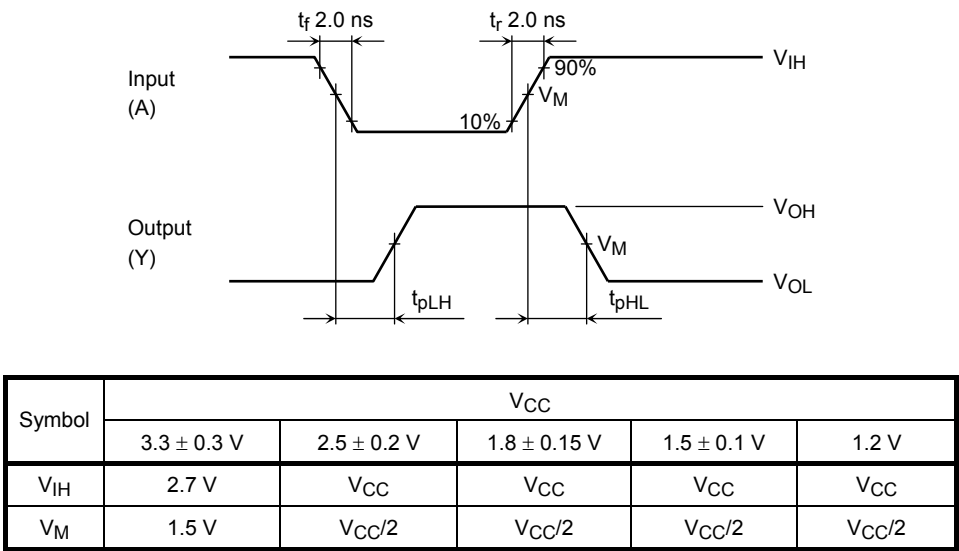 tf 2.0 ns tr 2.0 ns
Input
(A)
90%
VM
10%
VIH
Output
(Y)
VOH
VM
VOL
tpLH tpHL
Symbol VCC
3.3 ± 0.3 V 2.5 ± 0.2 V 1.8 ± 0.15 V 1.5 ± 0.1 V 1.2 V
VIH 2.7 V VCC VCC VCC VCC
VM 1.5 V VCC/2 VCC/2 VCC/2 VCC/2